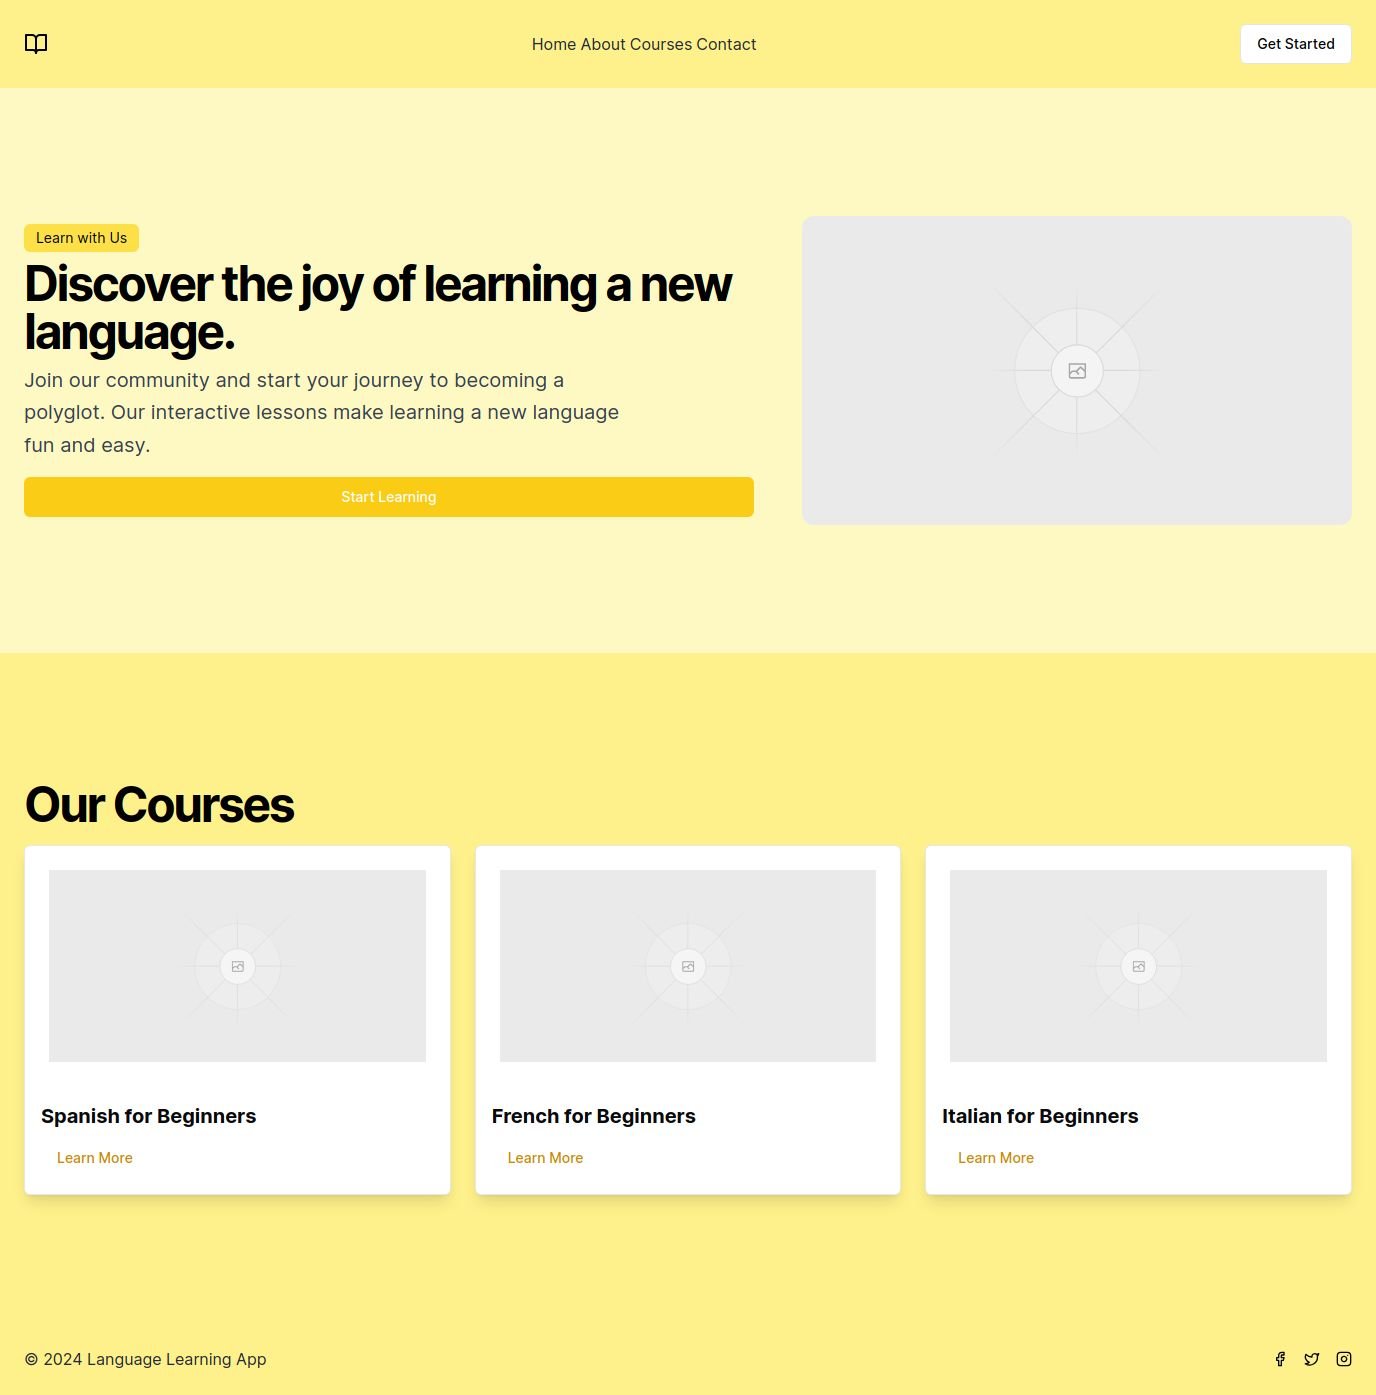 Home About Courses Contact
Get Started
Learn with Us
Discover the joy of learning a new
language.
Join our community and start your journey to becoming a
polyglot. Our interactive lessons make learning a new language
fun and easy.
Start Learning
Our Courses
Spanish for Beginners
Learn More
French for Beginners
Learn More
Italian for Beginners
Learn More
© 2024 Language Learning App